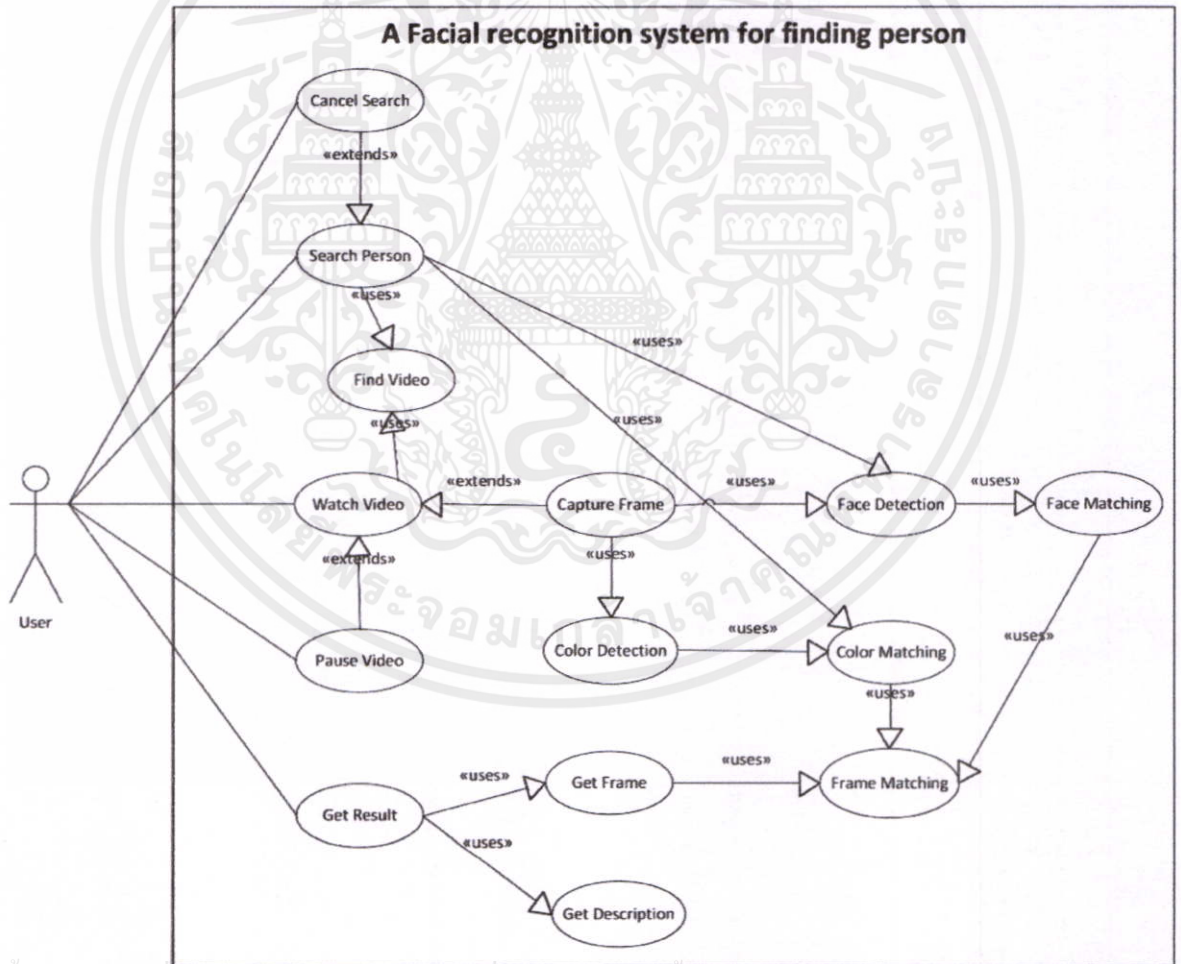 A Facial recognition system for finding person
Cancel Search
«extends»
Search Person
«uses»
«uses»
Find Video
«uses»
«uses»
Watch Video
«extends»
Capture Frame
«uses»
Face Detection
«uses»
Face Matching
«extends»
«uses»
User
Pause Video
Color Detection
«uses»
Color Matching
«uses»
«uses»
Get Result
«uses»
Get Frame
«uses»
Frame Matching
«uses»
Get Description